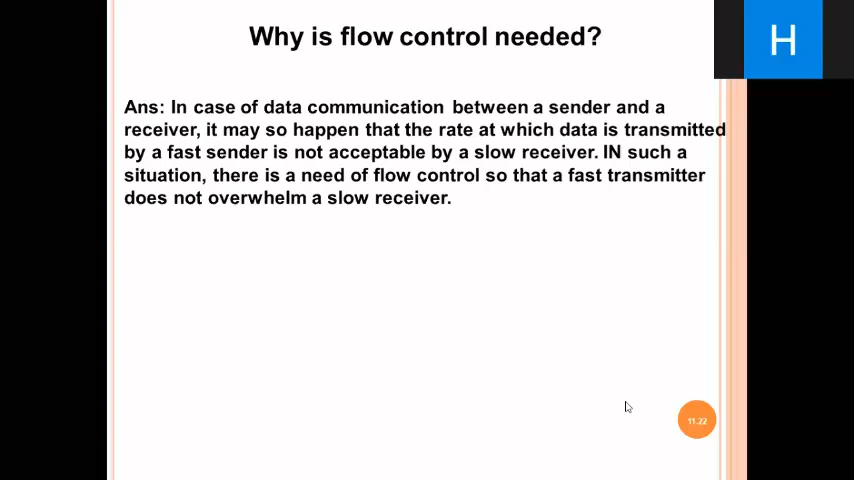 Why is flow control needed?
H
Ans: In case of data communication between a sender and a
receiver, it may so happen that the rate at which data is transmitted
by a fast sender is not acceptable by a slow receiver. IN such a
situation, there is a need of flow control so that a fast transmitter
does not overwhelm a slow receiver.
11.22